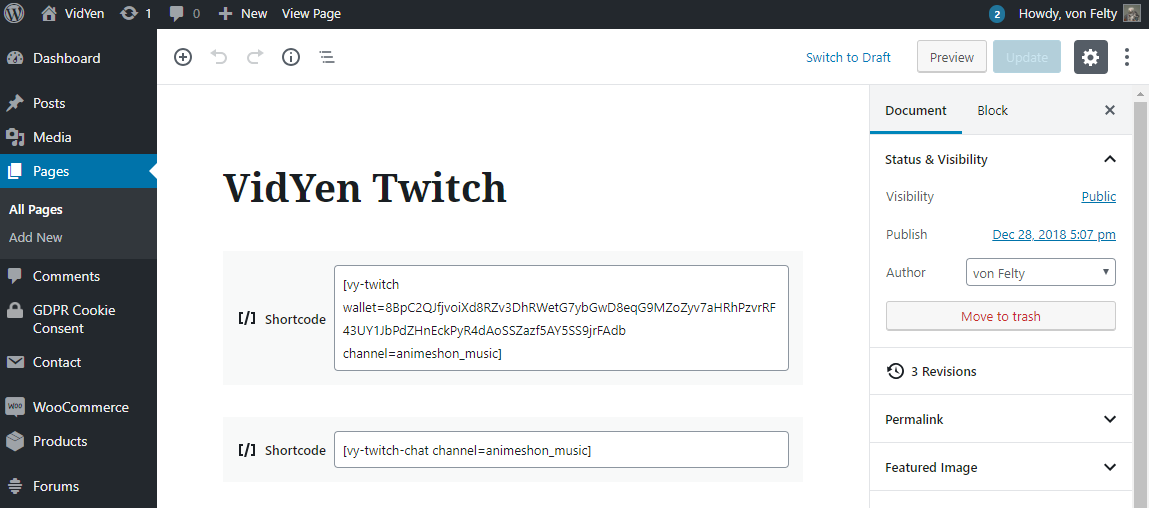 VidYen 1 0 New View Page 2 Howdy, von Felty
Dashboard
Posts
Media
Pages
All Pages
Add New
Comments
GDPR Cookie
Consent
Contact
WOO WooCommerce
Products
Forums
Switch to Draft Preview Update
VidYen Twitch
[/] Shortcode
[vy-twitch
wallet=8BpC2QJfjvoiXd8RZv3DhRWetG7ybGwD8eqG9MZoZyv7aHRhPzvrRF
43UY1JbPdZHnEckPyR4dAoSSZazf5AY5SS9jrFAdb
channel=animeshon_music]
[/] Shortcode
[vy-twitch-chat channel=animeshon_music]
Document Block
Status & Visibility
Visibility Public
Publish Dec 28, 2018 5:07 pm
Author von Felty
Move to trash
3 Revisions
Permalink
Featured Image